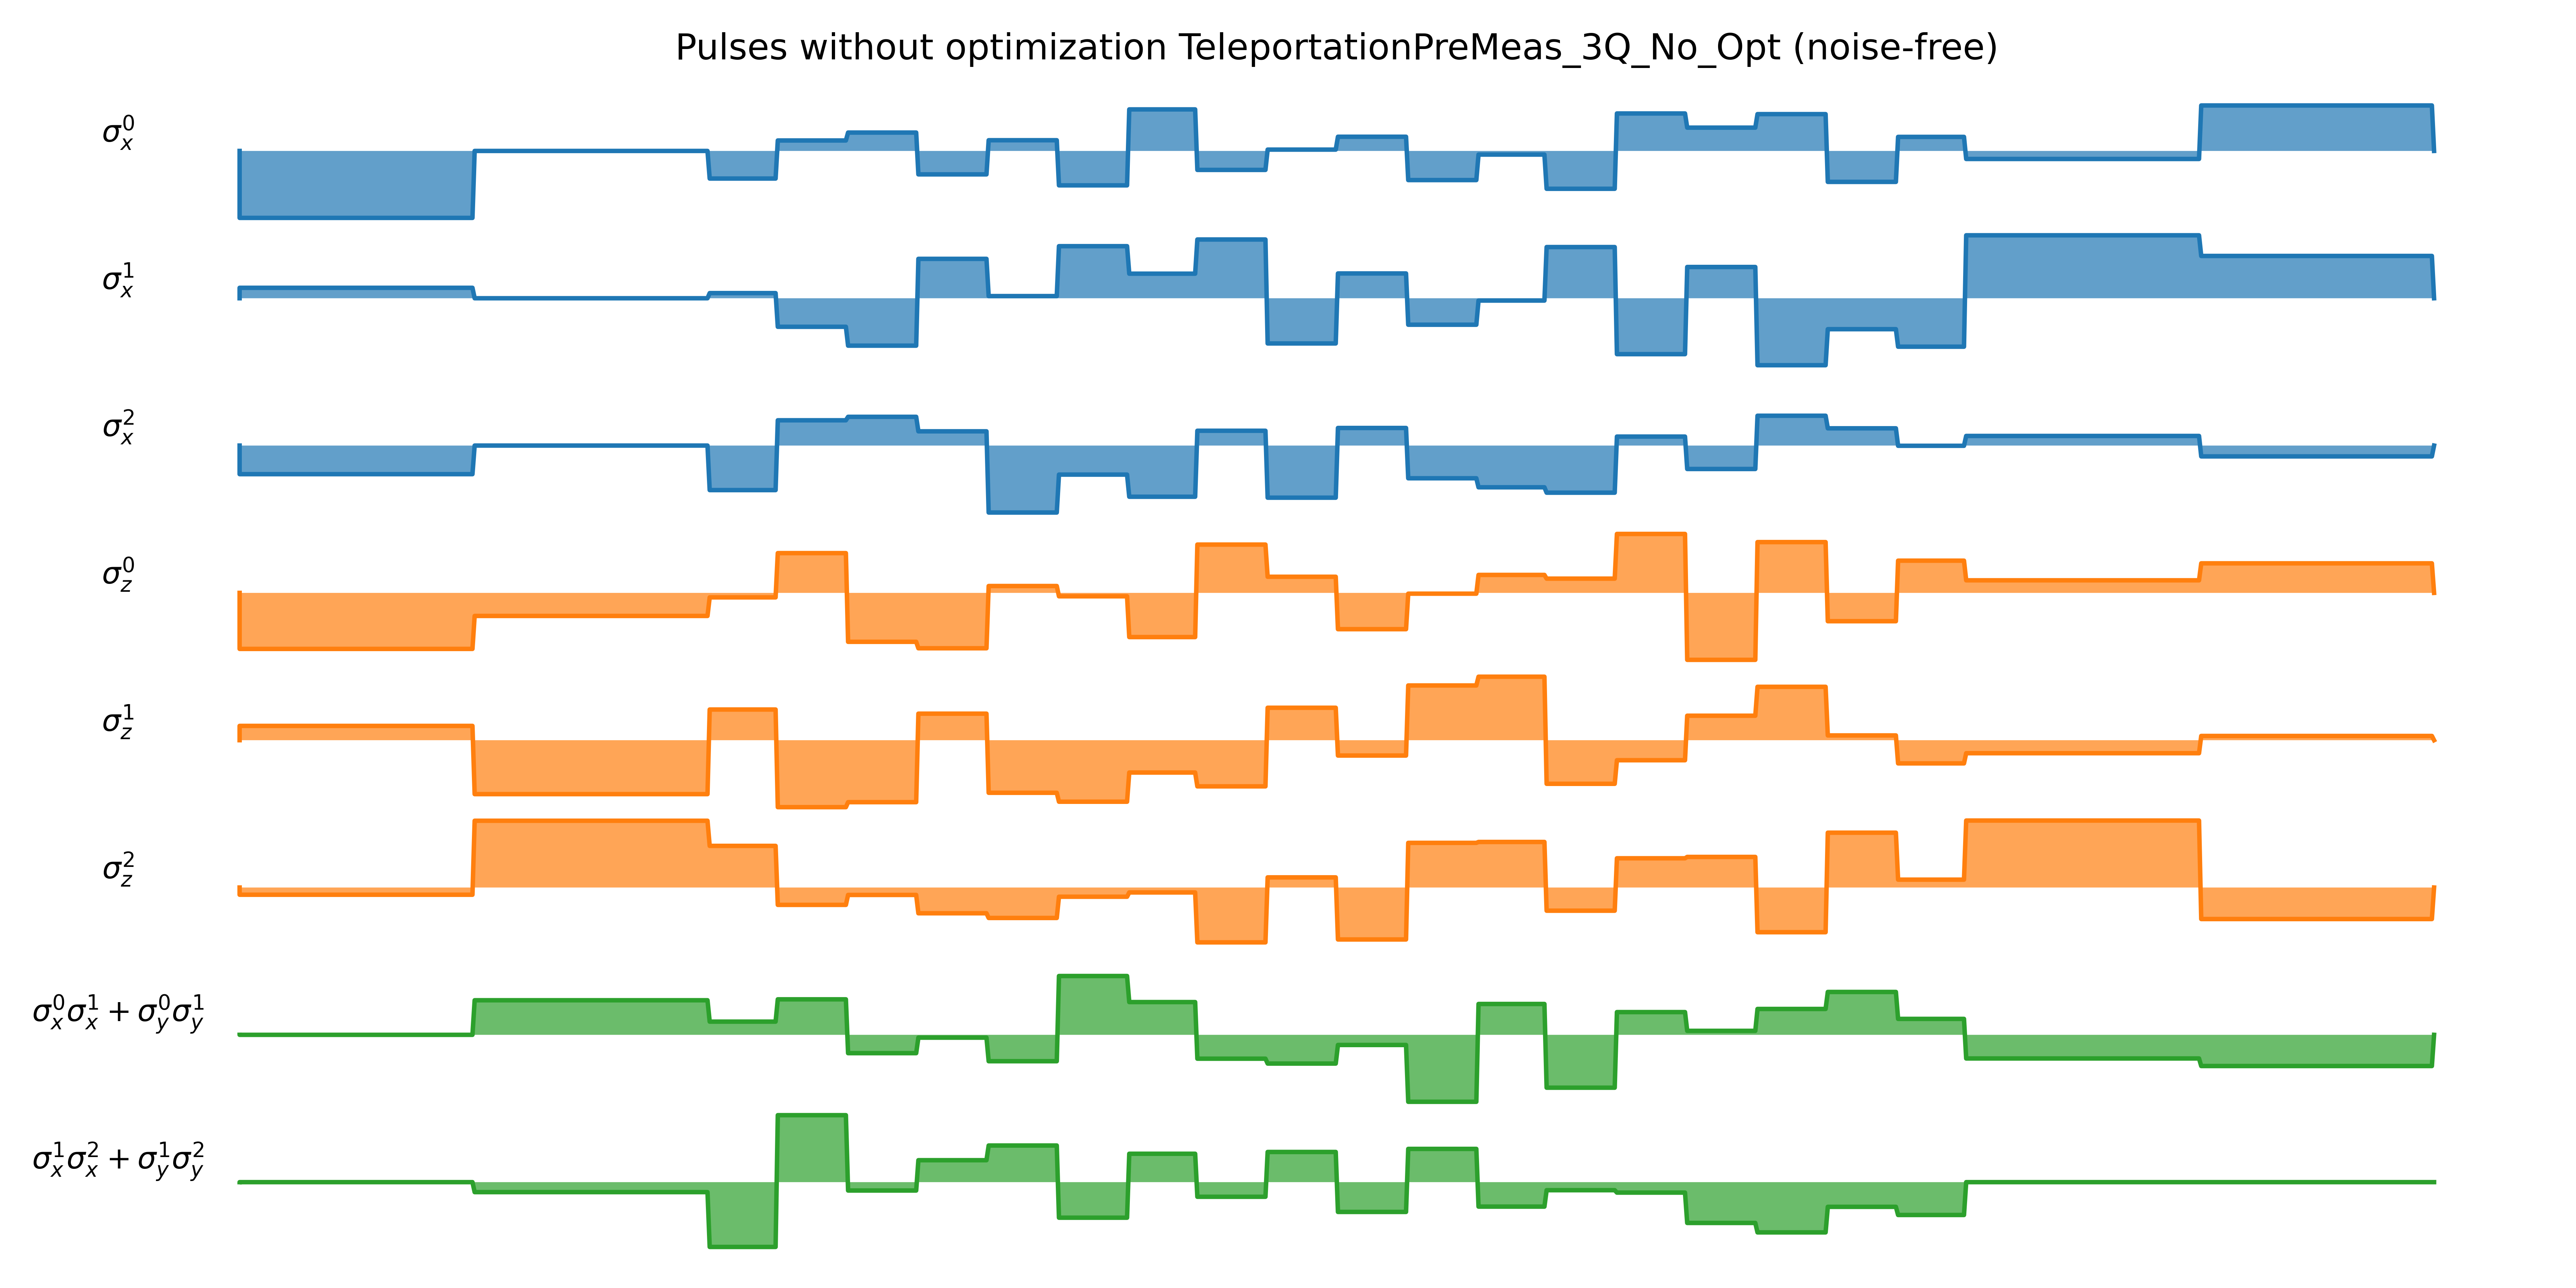 Pulses without optimization TeleportationPreMeas_3Q_No_Opt (noise-free)
σ_x^0
σ_x^1
σ_x^2
σ_z^0
σ_z^1
σ_z^2
σ_x^0σ_x^1 + σ_y^0σ_y^1
σ_x^1σ_x^2 + σ_y^1σ_y^2